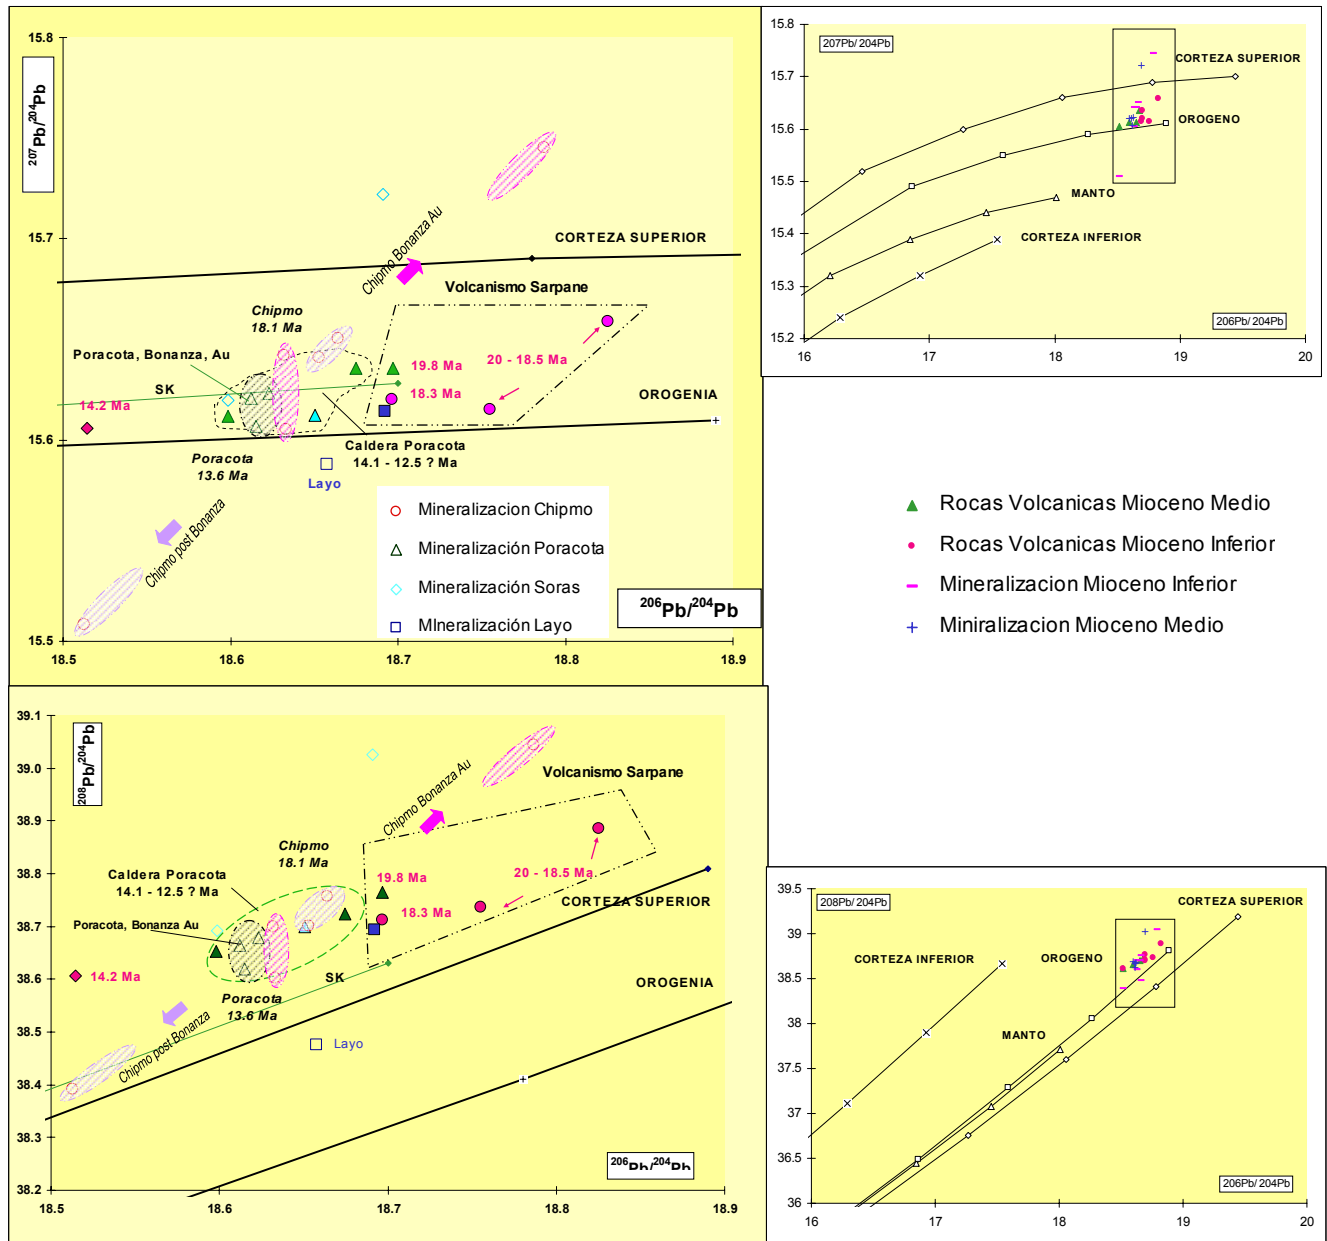 15.8
15.7
15.6
15.5
207Pb/204Pb
18.5
18.6
18.7
18.8
18.9
206Pb/204Pb
CORTEZA SUPERIOR
Chipmo Bonanza Au
Volcanismo Sarpane
Chipmo
18.1 Ma
Poracota, Bonanza, Au
19.8 Ma
20 - 18.5 Ma
SK
18.3 Ma
14.2 Ma
OROGENIA
Caldera Poracota
14.1 - 12.5 ? Ma
Poracota
13.6 Ma
Layo
Chipmo post Bonanza
Mineralizacion Chipmo
Mineralización Poracota
Mineralización Soras
MIneralización Layo
15.8
15.7
15.6
15.5
15.4
15.3
15.2
207Pb/204Pb
CORTEZA SUPERIOR
OROGENO
MANTO
CORTEZA INFERIOR
206Pb/204Pb
16
17
18
19
20
Rocas Volcanicas Mioceno Medio
Rocas Volcanicas Mioceno Inferior
Mineralizacion Mioceno Inferior
Miniralizacion Mioceno Medio
39.1
39.0
38.9
38.8
38.7
38.6
38.5
38.4
38.3
38.2
208Pb/204Pb
Volcanismo Sarpane
Chipmo Bonanza Au
Chipmo
18.1 Ma
Caldera Poracota
14.1 - 12.5 ? Ma
19.8 Ma
20 - 18.5 Ma
CORTEZA SUPERIOR
Poracota, Bonanza Au
18.3 Ma
14.2 Ma
SK
OROGENIA
Poracota
13.6 Ma
Chipmo post Bonanza
Layo
206Pb/204Pb
18.5
18.6
18.7
18.8
18.9
39.5
39
38.5
38
37.5
37
36.5
36
208Pb/204Pb
CORTEZA SUPERIOR
CORTEZA INFERIOR
OROGENO
MANTO
206Pb/204Pb
16
17
18
19
20